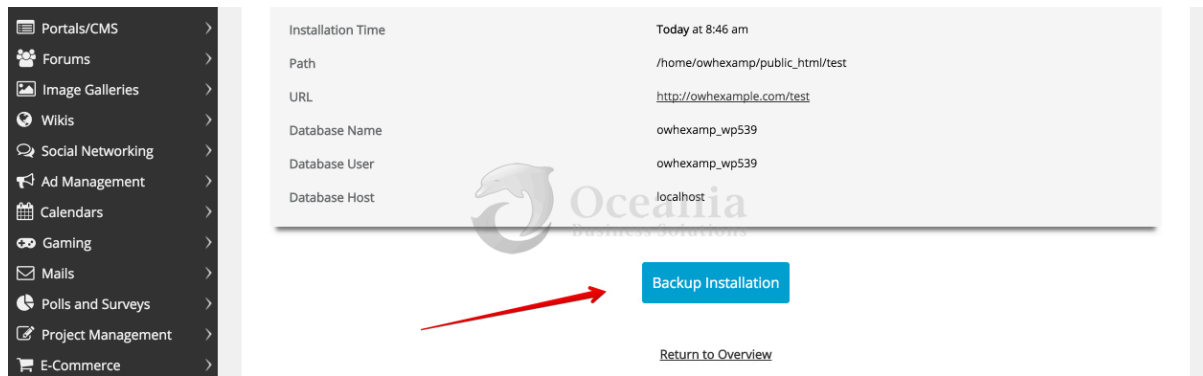 Portals/CMS
Forums
Image Galleries
Wikis
Social Networking
Ad Management
Calendars
Gaming
Mails
Polls and Surveys
Project Management
E-Commerce
Installation Time Today at 8:46 am
Path /home/owhexamp/public_html/test
URL http://owhexample.com/test
Database Name owhexamp_wp539
Database User owhexamp_wp539
Database Host localhost
Oceania
Business Solutions
Backup Installation
Return to Overview